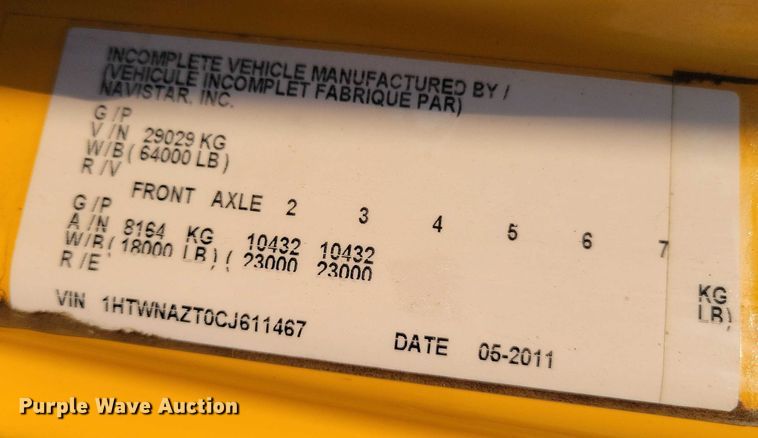 INCOMPLETE VEHICLE MANUFACTURED BY /
(VEHICULE INCOMPLET FABRIQUE PAR)
NAVISTAR, INC.
G /P
V /N 29029 KG
W/B ( 64000 LB )
R /V
FRONT AXLE 2 3 4 5 6 7
G /P
A /N 8164 KG 10432 10432 KG
W/B ( 18000 LB ) ( 23000 23000 LB)
R /E
VIN 1HTWNAZT0CJ611467
DATE 05-2011
Purple Wave Auction